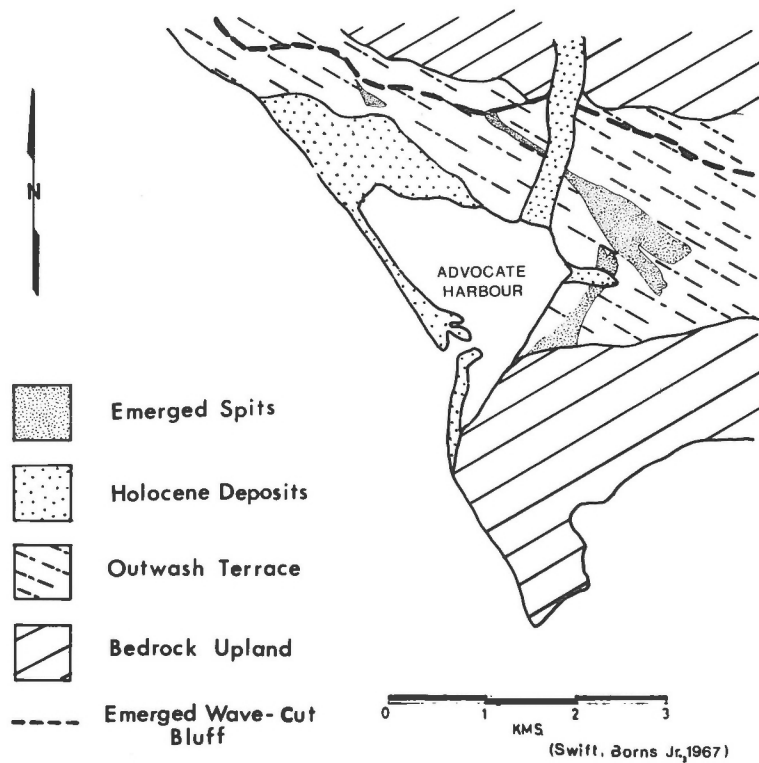 N
ADVOCATE
HARBOUR
Emerged Spits
Holocene Deposits
Outwash Terrace
Bedrock Upland
Emerged Wave-Cut
Bluff
0 1 2 3
KMS.
(Swift, Borns Jr.,1967)